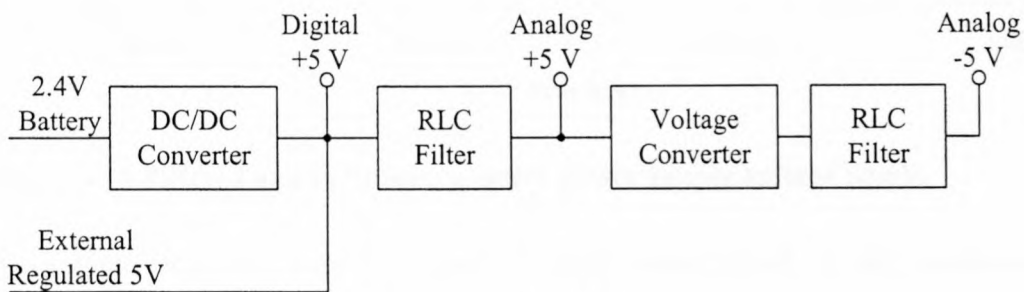 Digital
+5 V
Analog
+5 V
Analog
-5 V
2.4V
Battery
DC/DC
Converter
RLC
Filter
Voltage
Converter
RLC
Filter
External
Regulated 5V